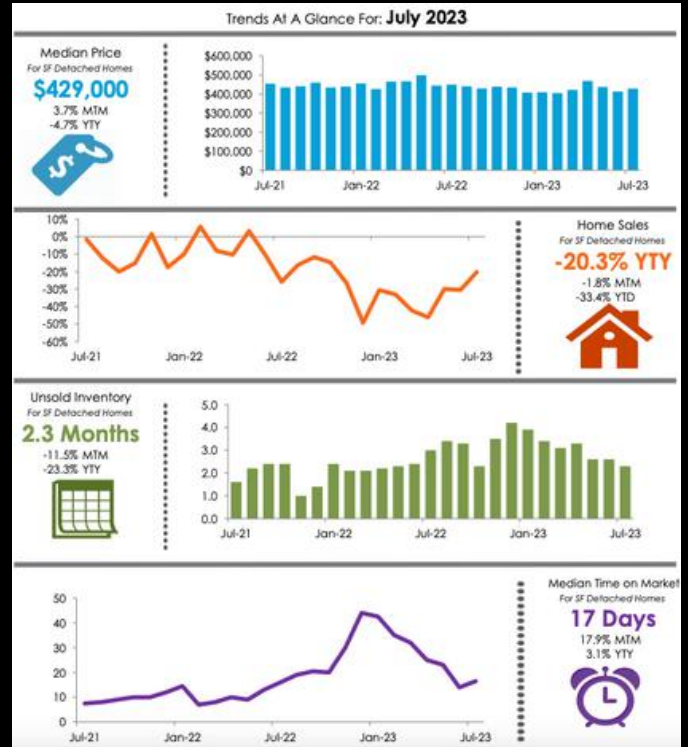 Trends At A Glance For: July 2023
Median Price
For SF Detached Homes
$429,000
3.7% MTM
-4.7% YTY
$
$600,000
$500,000
$400,000
$300,000
$200,000
$100,000
$0
Jul-21 Jan-22 Jul-22 Jan-23 Jul-23
10%
0%
-10%
-20%
-30%
-40%
-50%
-60%
Jul-21 Jan-22 Jul-22 Jan-23 Jul-23
Home Sales
For SF Detached Homes
-20.3% YTY
-1.8% MTM
-33.4% YTD
Unsold Inventory
For SF Detached Homes
2.3 Months
-11.5% MTM
-23.3% YTY
5.0
4.0
3.0
2.0
1.0
0.0
Jul-21 Jan-22 Jul-22 Jan-23 Jul-23
50
40
30
20
10
0
Jul-21 Jan-22 Jul-22 Jan-23 Jul-23
Median Time on Market
For SF Detached Homes
17 Days
17.9% MTM
3.1% YTY